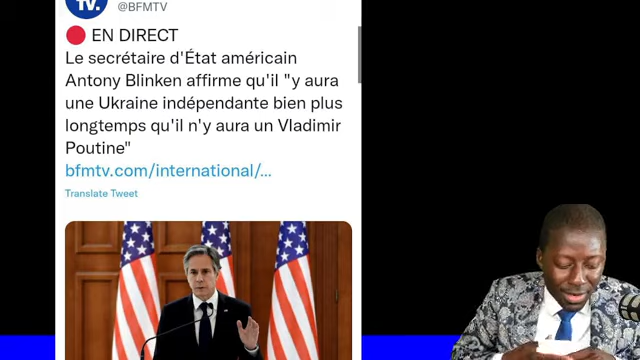 tv.
@BFMTV
🔴 EN DIRECT
Le secrétaire d'État américain
Antony Blinken affirme qu'il "y aura
une Ukraine indépendante bien plus
longtemps qu'il n'y aura un Vladimir
Poutine"
bfmtv.com/international/...
Translate Tweet